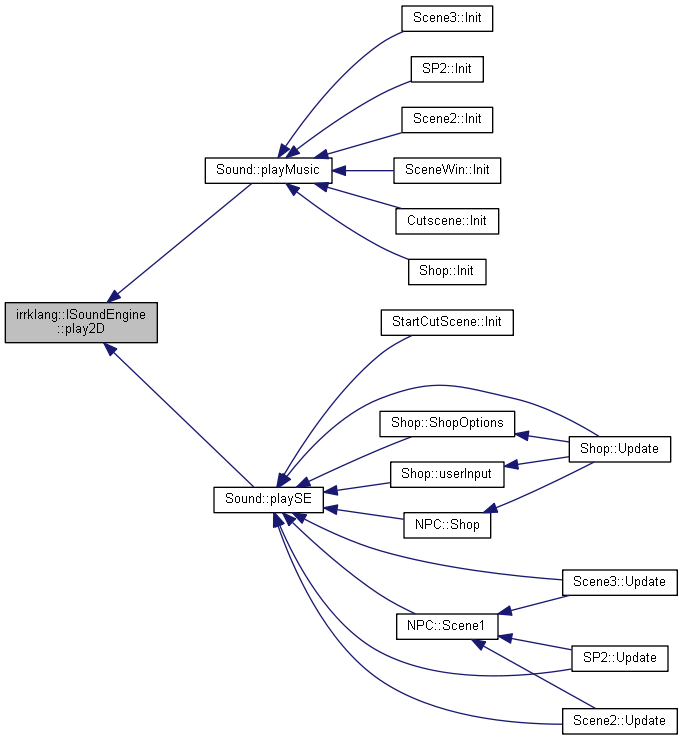 Scene3::Init
SP2::Init
Scene2::Init
Sound::playMusic
SceneWin::Init
Cutscene::Init
Shop::Init
irrklang::ISoundEngine
::play2D
StartCutScene::Init
Shop::ShopOptions
Shop::Update
Shop::userInput
Sound::playSE
NPC::Shop
Scene3::Update
NPC::Scene1
SP2::Update
Scene2::Update